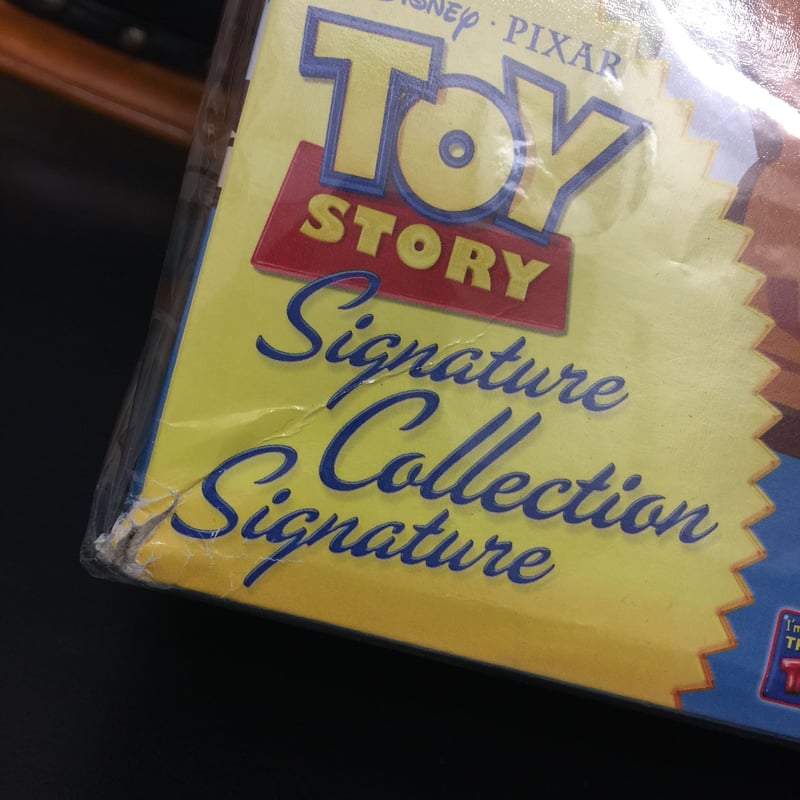 DISNEY · PIXAR
TOY
STORY
Signature
Collection
Signature
I'm